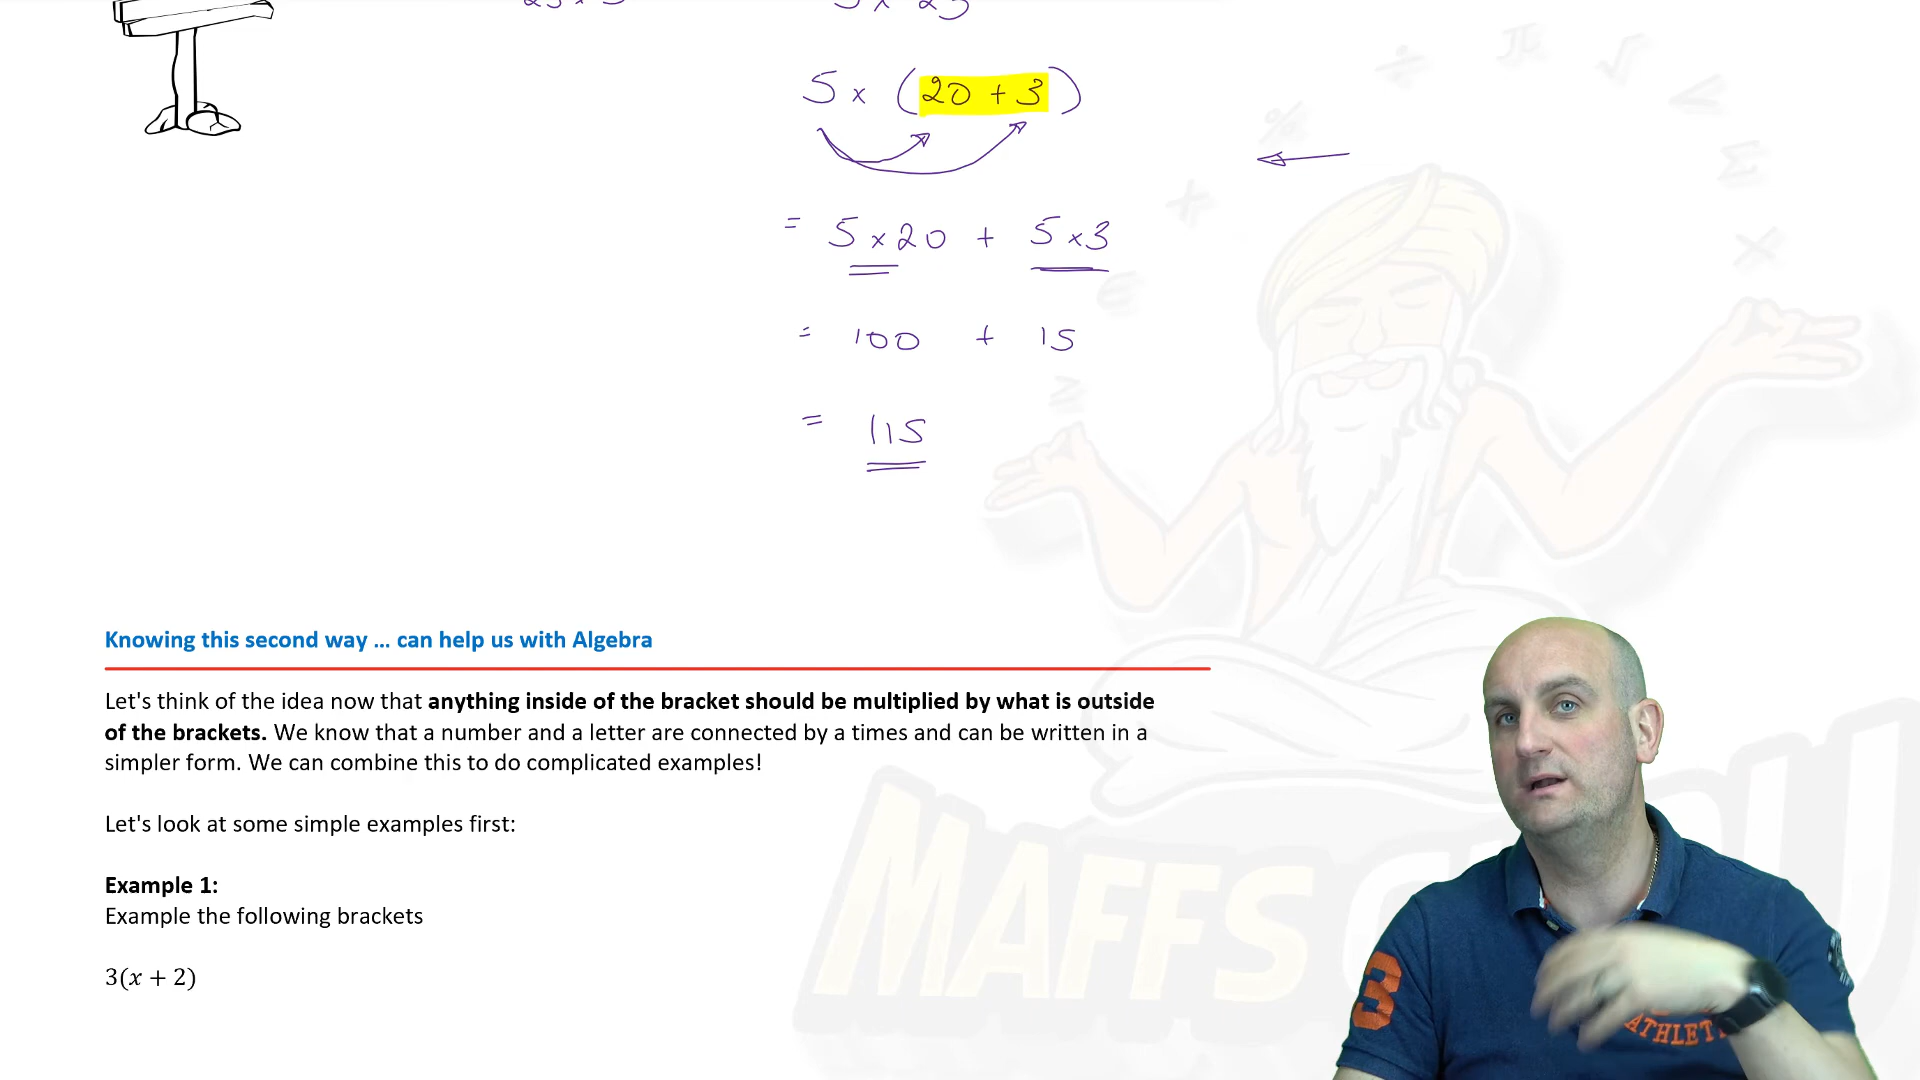 5 × (20 + 3)
= 5 × 20 + 5 × 3
= 100 + 15
= 115
Knowing this second way ... can help us with Algebra
Let's think of the idea now that anything inside of the bracket should be multiplied by what is outside
of the brackets. We know that a number and a letter are connected by a times and can be written in a
simpler form. We can combine this to do complicated examples!
Let's look at some simple examples first:
Example 1:
Example the following brackets
3(x + 2)
MAFFS
3
ATHLET